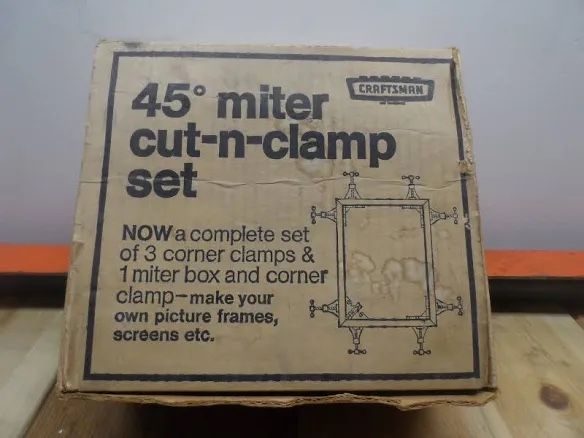 45° miter
cut-n-clamp
set
CRAFTSMAN
NOW a complete set
of 3 corner clamps &
1 miter box and corner
clamp—make your
own picture frames,
screens etc.